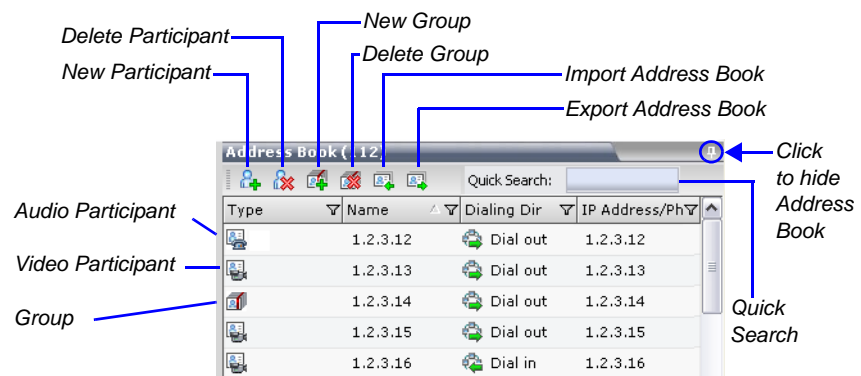 New Group
Delete Participant
Delete Group
New Participant
Import Address Book
Export Address Book
Address Book (112)
Click
to hide
Address
Book
Quick Search:
Type Name Dialing Dir IP Address/Ph
Audio Participant
1.2.3.12 Dial out 1.2.3.12
Video Participant
1.2.3.13 Dial out 1.2.3.13
Group
1.2.3.14 Dial out 1.2.3.14
Quick
Search
1.2.3.15 Dial out 1.2.3.15
1.2.3.16 Dial in 1.2.3.16